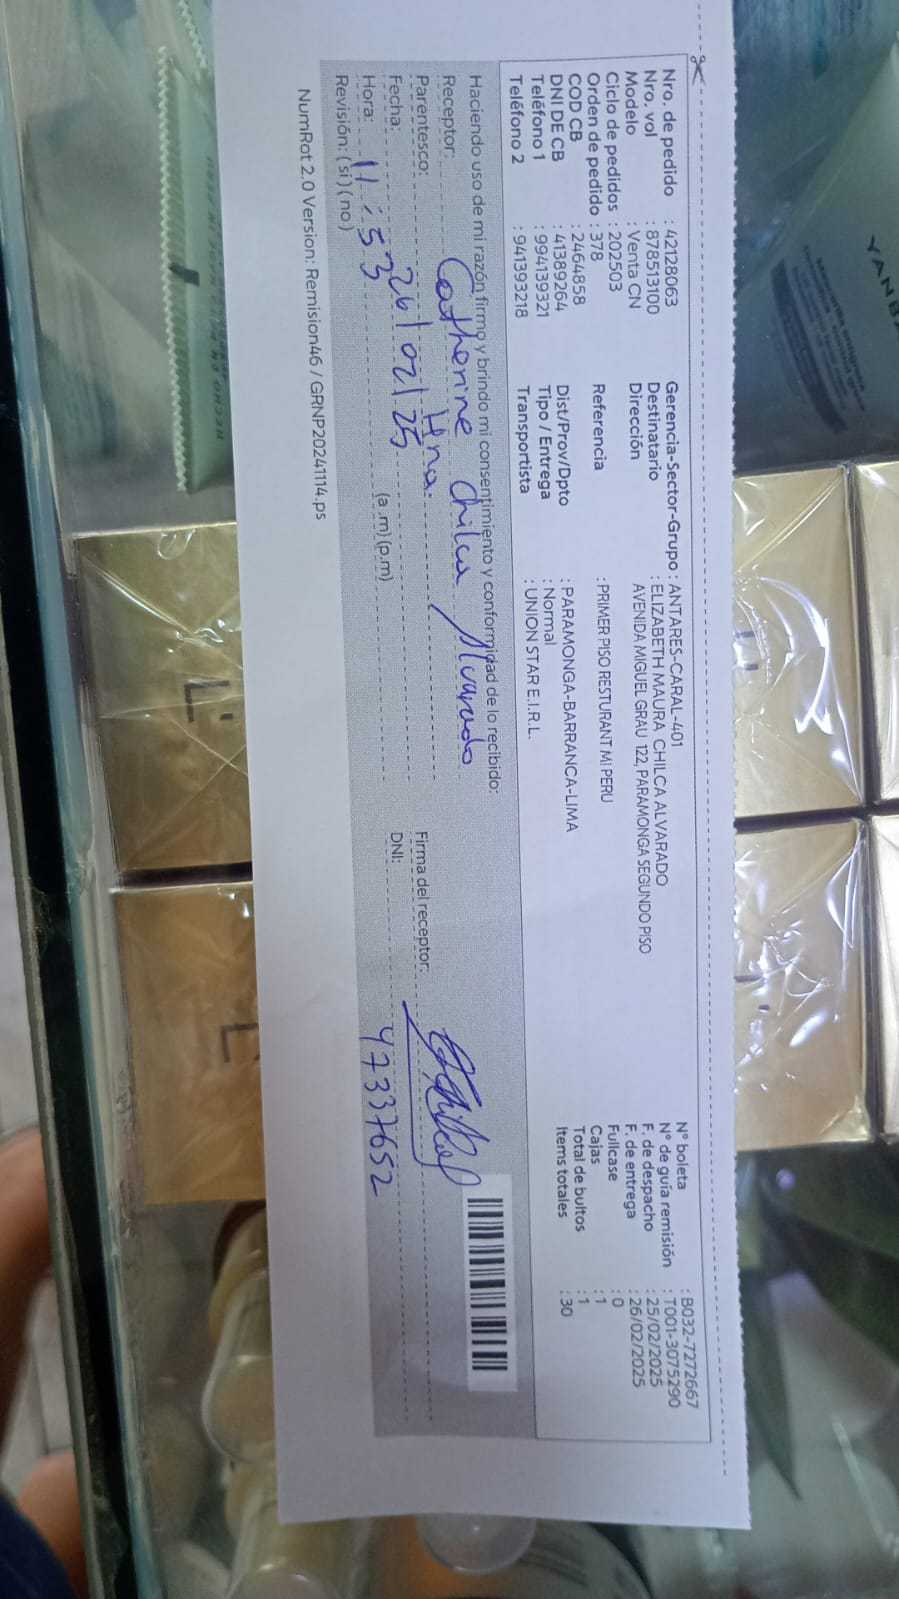 Nro. de pedido : 42128063
Nro. vol : 87851310​0
Modelo : Venta CN
Ciclo de pedidos : 202503
Orden de pedido : 378
COD CB : 2464858
DNI DE CB : 41389264
Teléfono 1 : 994139321
Teléfono 2 : 941393218
Gerencia-Sector-Grupo : ANTARES-CARAL-401
Destinatario : ELIZABETH MAURA CHILCA ALVARADO
Dirección AVENIDA MIGUEL GRAU 122, PARAMONGA SEGUNDO PISO
Referencia : PRIMER PISO RESTURANT MI PERU
Dist/Prov/Dpto : PARAMONGA-BARRANCA-LIMA
Tipo / Entrega : Normal
Transportista : UNION STAR E.I.R.L.
N° boleta : B032-7272667
N° de guía remisión : T001-3075290
F. de despacho : 25/02/2025
F. de entrega : 26/02/2025
Fullcase : 0
Cajas : 1
Total de bultos : 1
Items totales : 30
Haciendo uso de mi razón firmo y brindo mi consentimiento y conformidad de lo recibido:
Receptor: Catherine Chilca Alvarado
Parentesco: Hna.
Fecha: 26/02/25
Hora: 11:53 (a.m) (p.m)
Revisión: (si) (no)
Firma del receptor:
DNI: 47337652
NumRot 2.0 Version: Remision46 / GRNP20241114.ps
YANB
L'
L'